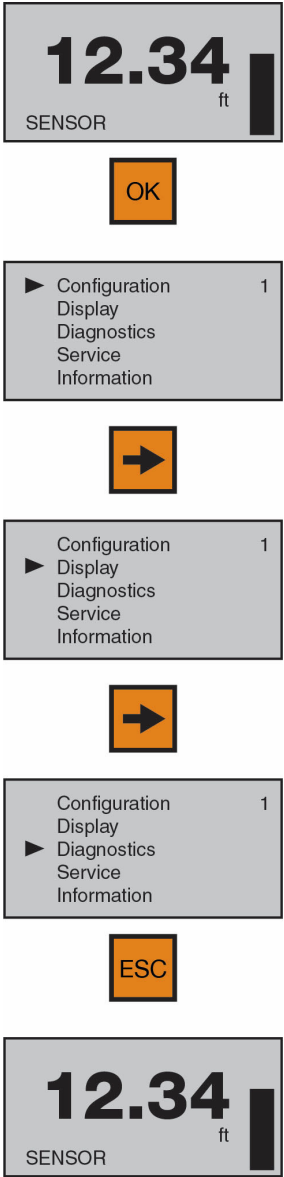 12.34
ft
SENSOR
OK
Configuration 1
Display
Diagnostics
Service
Information
Configuration 1
Display
Diagnostics
Service
Information
Configuration 1
Display
Diagnostics
Service
Information
ESC
12.34
ft
SENSOR